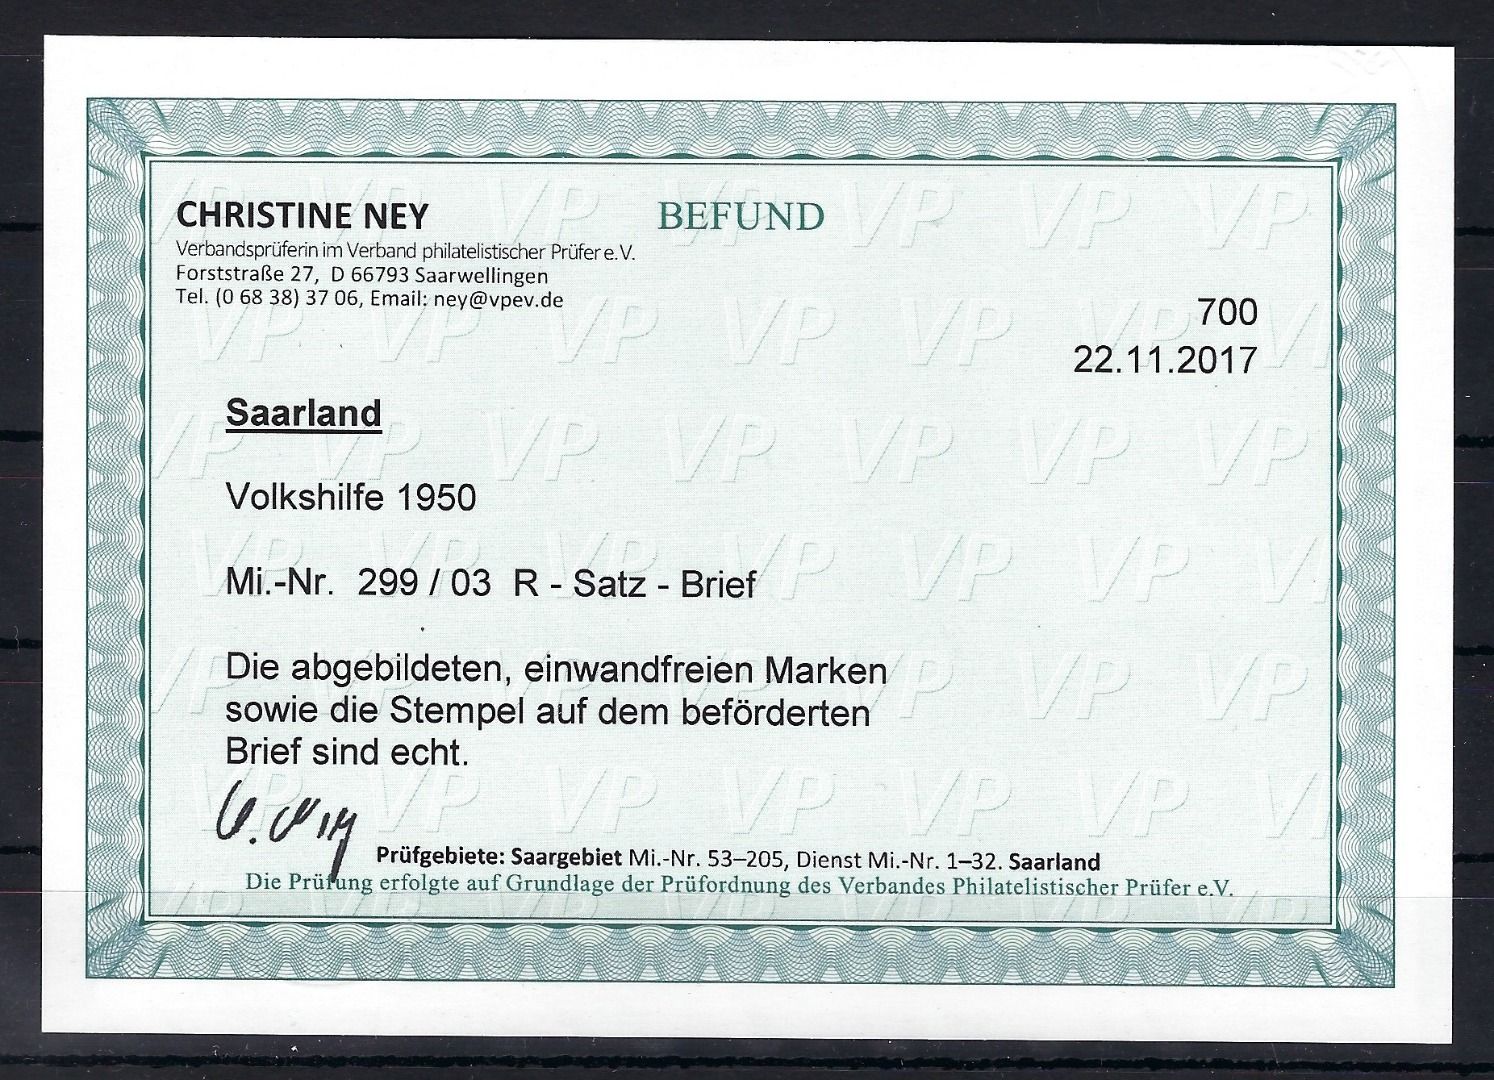 CHRISTINE NEY
BEFUND
Verbandsprüferin im Verband philatelistischer Prüfer e.V.
Forststraße 27, D 66793 Saarwellingen
Tel. (0 68 38) 37 06, Email: ney@vpev.de
700
22.11.2017
Saarland
Volkshilfe 1950
Mi.-Nr. 299 / 03 R - Satz - Brief
Die abgebildeten, einwandfreien Marken
sowie die Stempel auf dem beförderten
Brief sind echt.
Prüfgebiete: Saargebiet Mi.-Nr. 53–205, Dienst Mi.-Nr. 1–32. Saarland
Die Prüfung erfolgte auf Grundlage der Prüfordnung des Verbandes Philatelistischer Prüfer e.V.